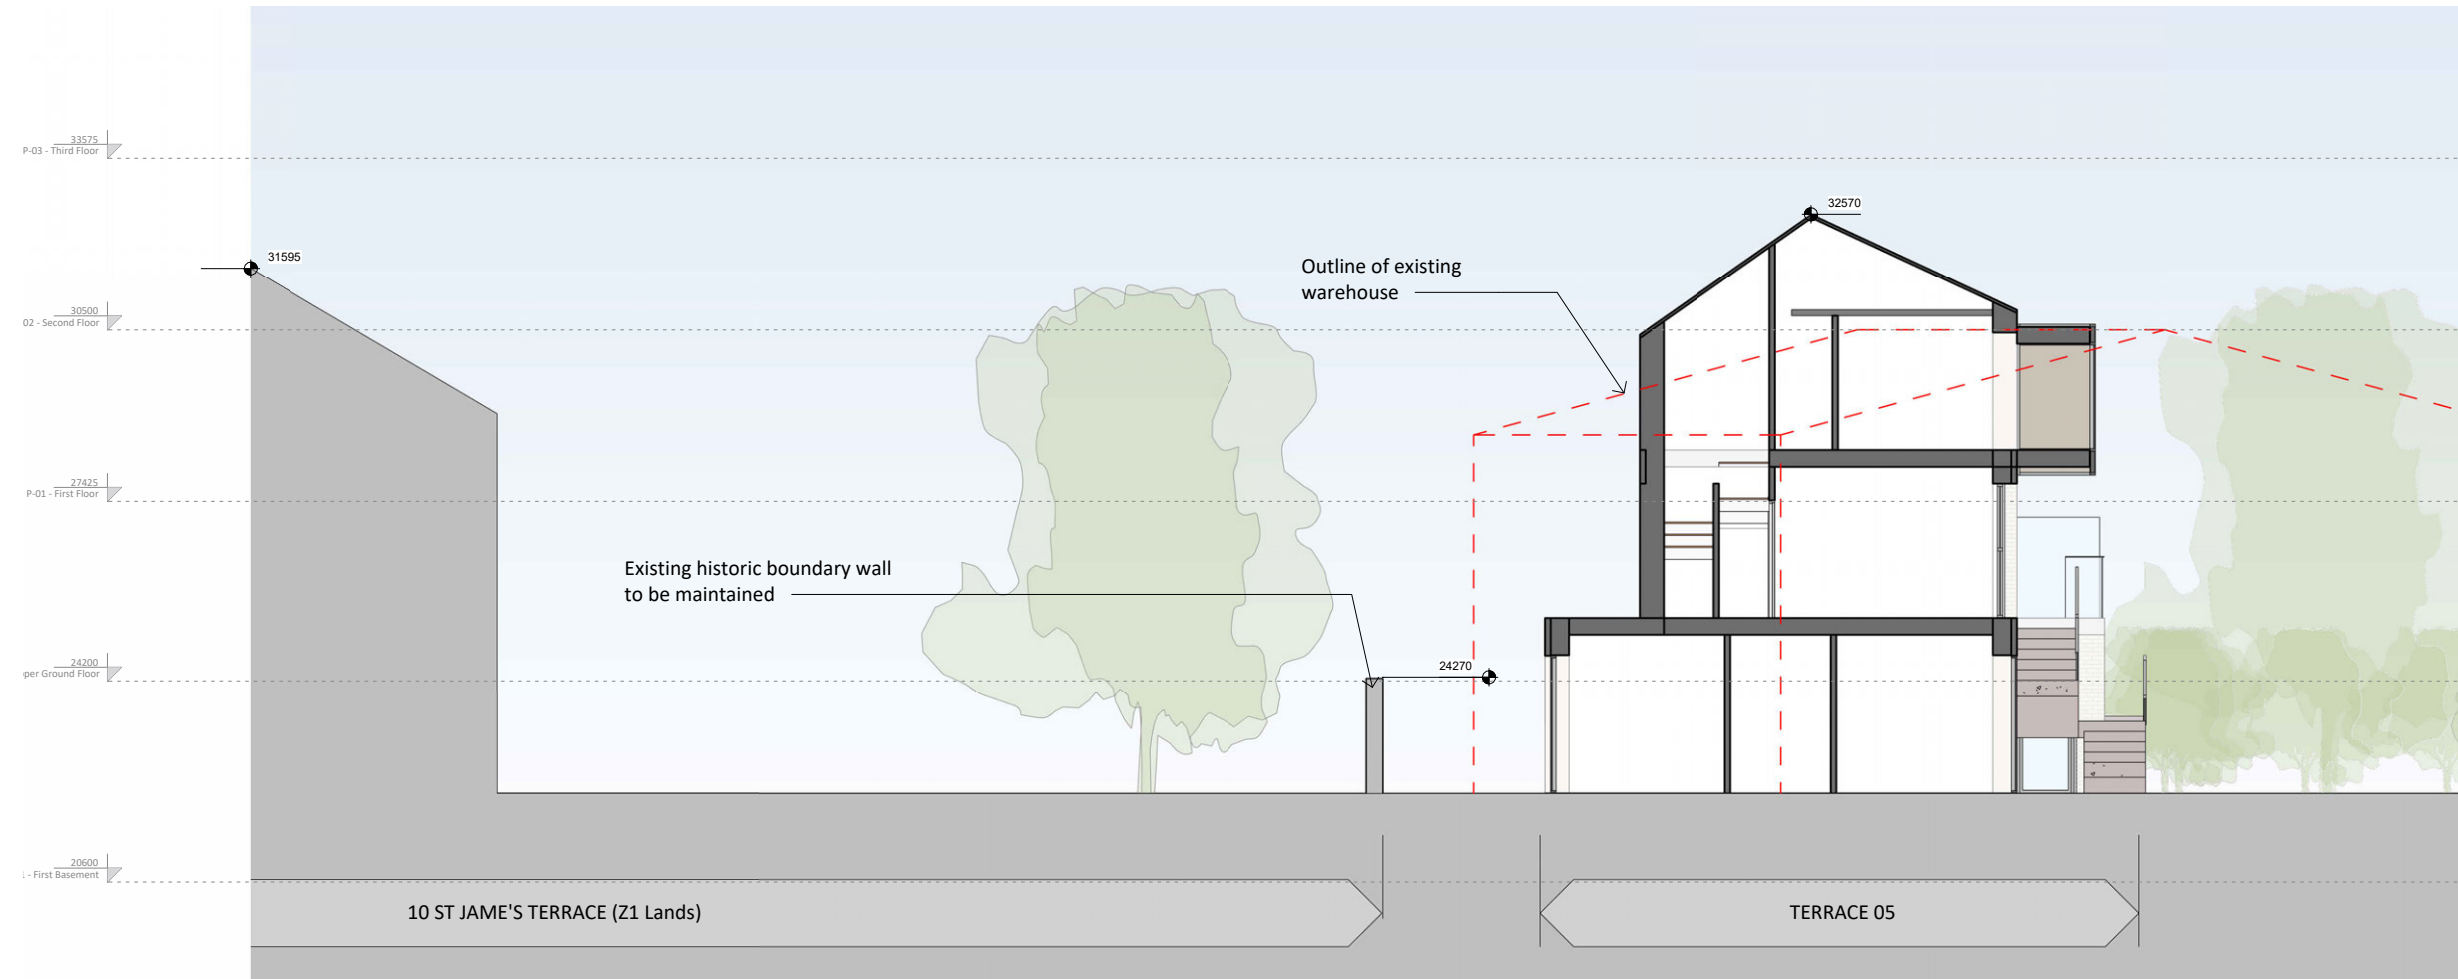 33575
P-03 - Third Floor
32570
31595
Outline of existing
warehouse
30500
02 - Second Floor
27425
P-01 - First Floor
Existing historic boundary wall
to be maintained
24270
24200
per Ground Floor
20600
- First Basement
10 ST JAME'S TERRACE (Z1 Lands)
TERRACE 05